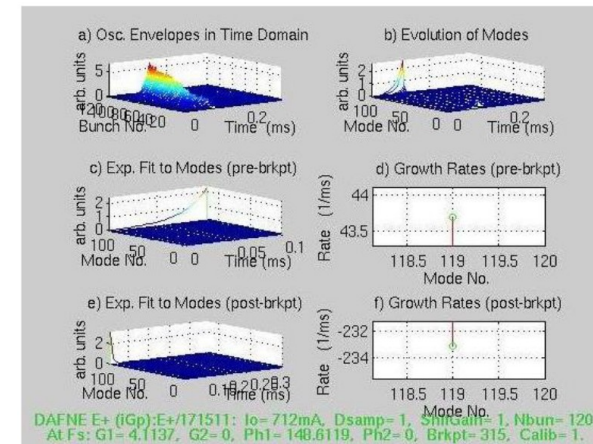 a) Osc. Envelopes in Time Domain
arb. units
5
0
0
0.2
Bunch No.
Time (ms)
b) Evolution of Modes
arb. units
2
1
0
100
50
0
0
0.2
Mode No.
Time (ms)
c) Exp. Fit to Modes (pre-brkpt)
arb. units
2
1
0
100
50
0
0
0.05
0.1
Mode No.
Time (ms)
d) Growth Rates (pre-brkpt)
Rate (1/ms)
44
43.5
118.5 119 119.5 120
Mode No.
e) Exp. Fit to Modes (post-brkpt)
arb. units
2
0
100
50
0
Mode No.
Time (ms)
f) Growth Rates (post-brkpt)
Rate (1/ms)
-232
-234
118.5 119 119.5 120
Mode No.
DAFNE E+ (iGp):E+/171511: Io= 712mA, Dsamp= 1, ShifGain= 1, Nbun= 120
At Fs: G1= 4.1137, G2= 0, Ph1= 148.6119, Ph2= 0, Brkpt= 315, Calib= 1.